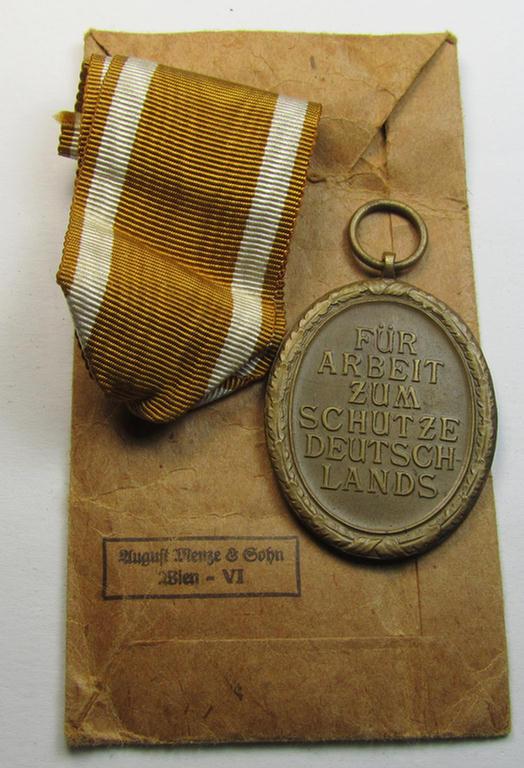 FÜR
ARBEIT
ZUM
SCHUTZE
DEUTSCH-
LANDS
August Menze & Sohn
Wien - VI